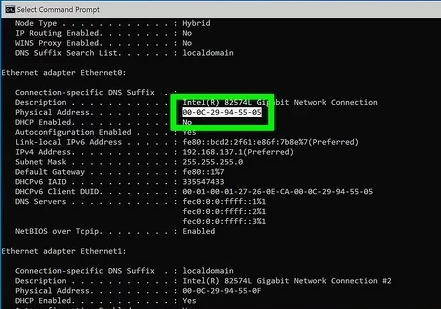 Select Command Prompt
Node Type . . . . . . . . . . . . : Hybrid
IP Routing Enabled. . . . . . . . : No
WINS Proxy Enabled. . . . . . . . : No
DNS Suffix Search List. . . . . . : localdomain
Ethernet adapter Ethernet0:
Connection-specific DNS Suffix  . :
Description . . . . . . . . . . . : Intel(R) 82574L Gigabit Network Connection
Physical Address. . . . . . . . . : 00-0C-29-94-55-05
DHCP Enabled. . . . . . . . . . . : No
Autoconfiguration Enabled . . . . : Yes
Link-local IPv6 Address . . . . . : fe80::bcd2:2f61:e86f:7b8e%7(Preferred)
IPv4 Address. . . . . . . . . . . : 192.168.137.1(Preferred)
Subnet Mask . . . . . . . . . . . : 255.255.255.0
Default Gateway . . . . . . . . . : fe80::1%7
DHCPv6 IAID . . . . . . . . . . . : 335547433
DHCPv6 Client DUID. . . . . . . . : 00-01-00-01-27-26-0E-CA-00-0C-29-94-55-05
DNS Servers . . . . . . . . . . . : fec0:0:0:ffff::1%1
fec0:0:0:ffff::2%1
fec0:0:0:ffff::3%1
NetBIOS over Tcpip. . . . . . . . : Enabled
Ethernet adapter Ethernet1:
Connection-specific DNS Suffix  . : localdomain
Description . . . . . . . . . . . : Intel(R) 82574L Gigabit Network Connection #2
Physical Address. . . . . . . . . : 00-0C-29-94-55-0F
DHCP Enabled. . . . . . . . . . . : Yes